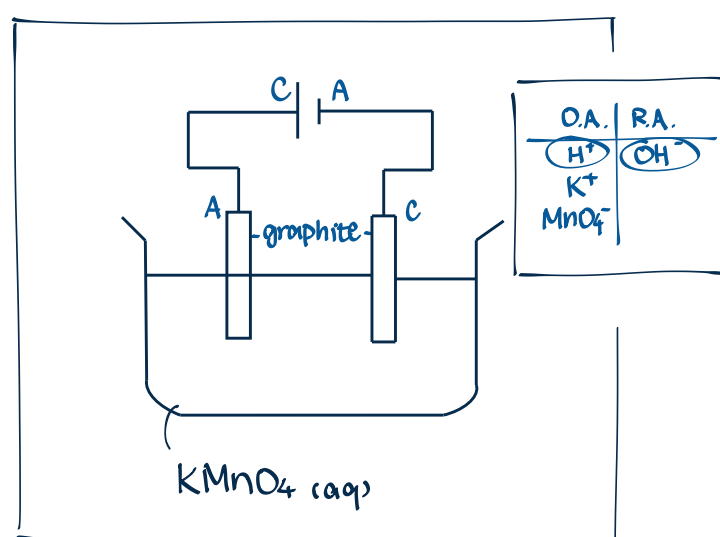 C A
O.A. R.A.
H⁺ OH⁻
K⁺
MnO₄⁻
A -graphite- C
KMnO₄ (aq)